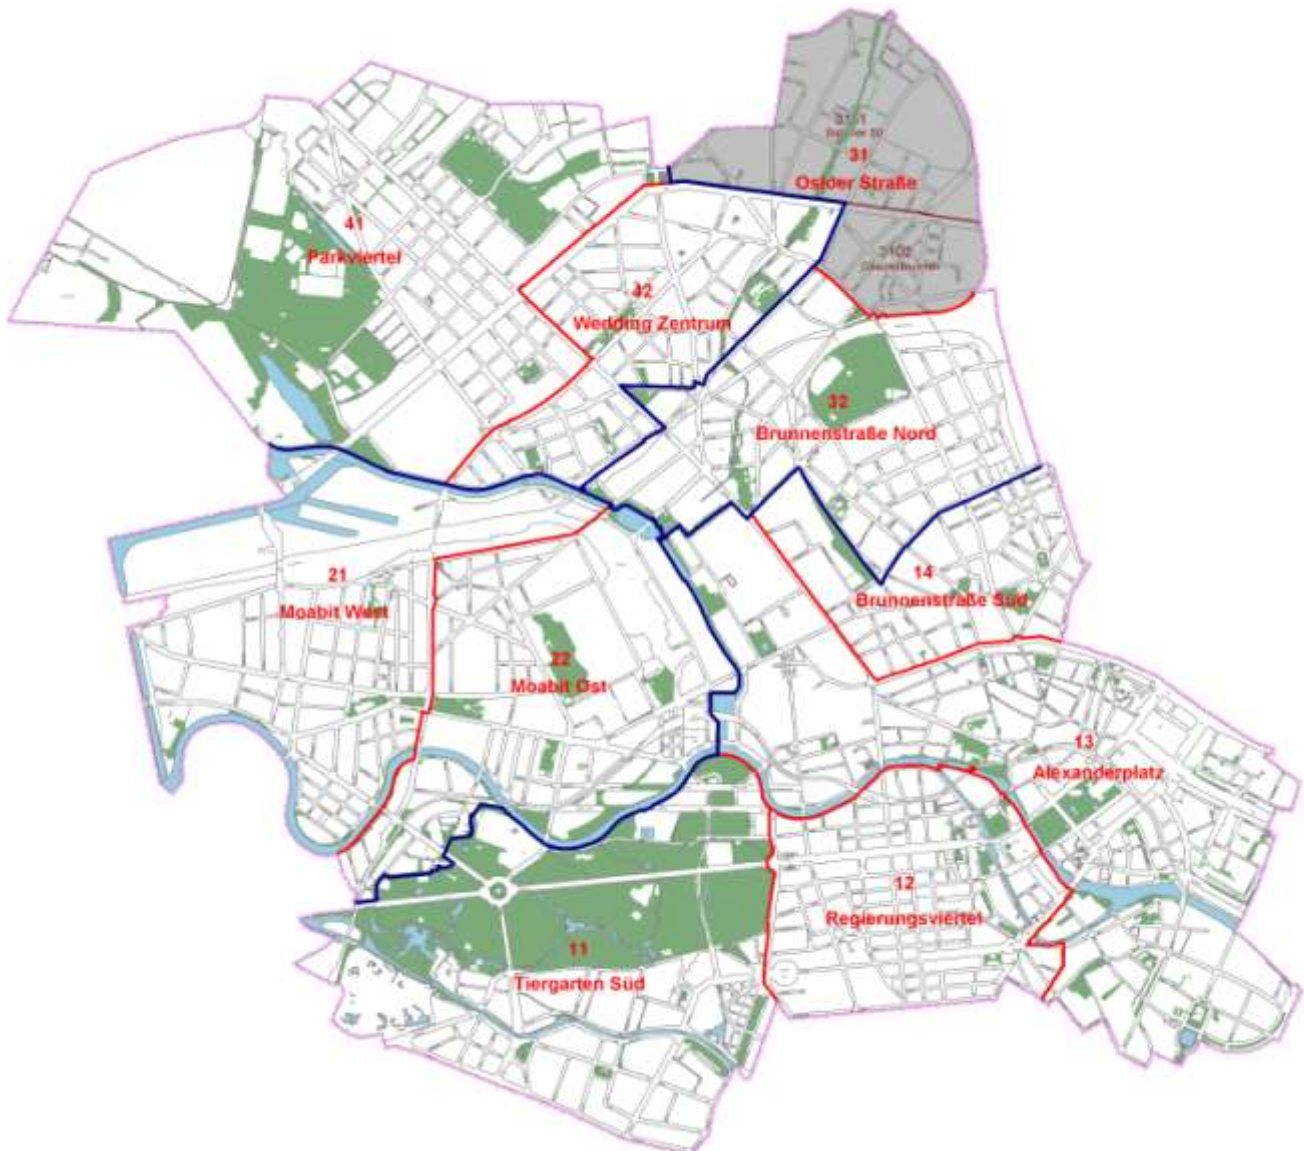 31
Osloer Straße
3102
41
Parkviertel
42
Wedding Zentrum
32
Brunnenstraße Nord
21
Moabit West
14
Brunnenstraße Süd
22
Moabit Ost
13
Alexanderplatz
12
Regierungsviertel
11
Tiergarten Süd